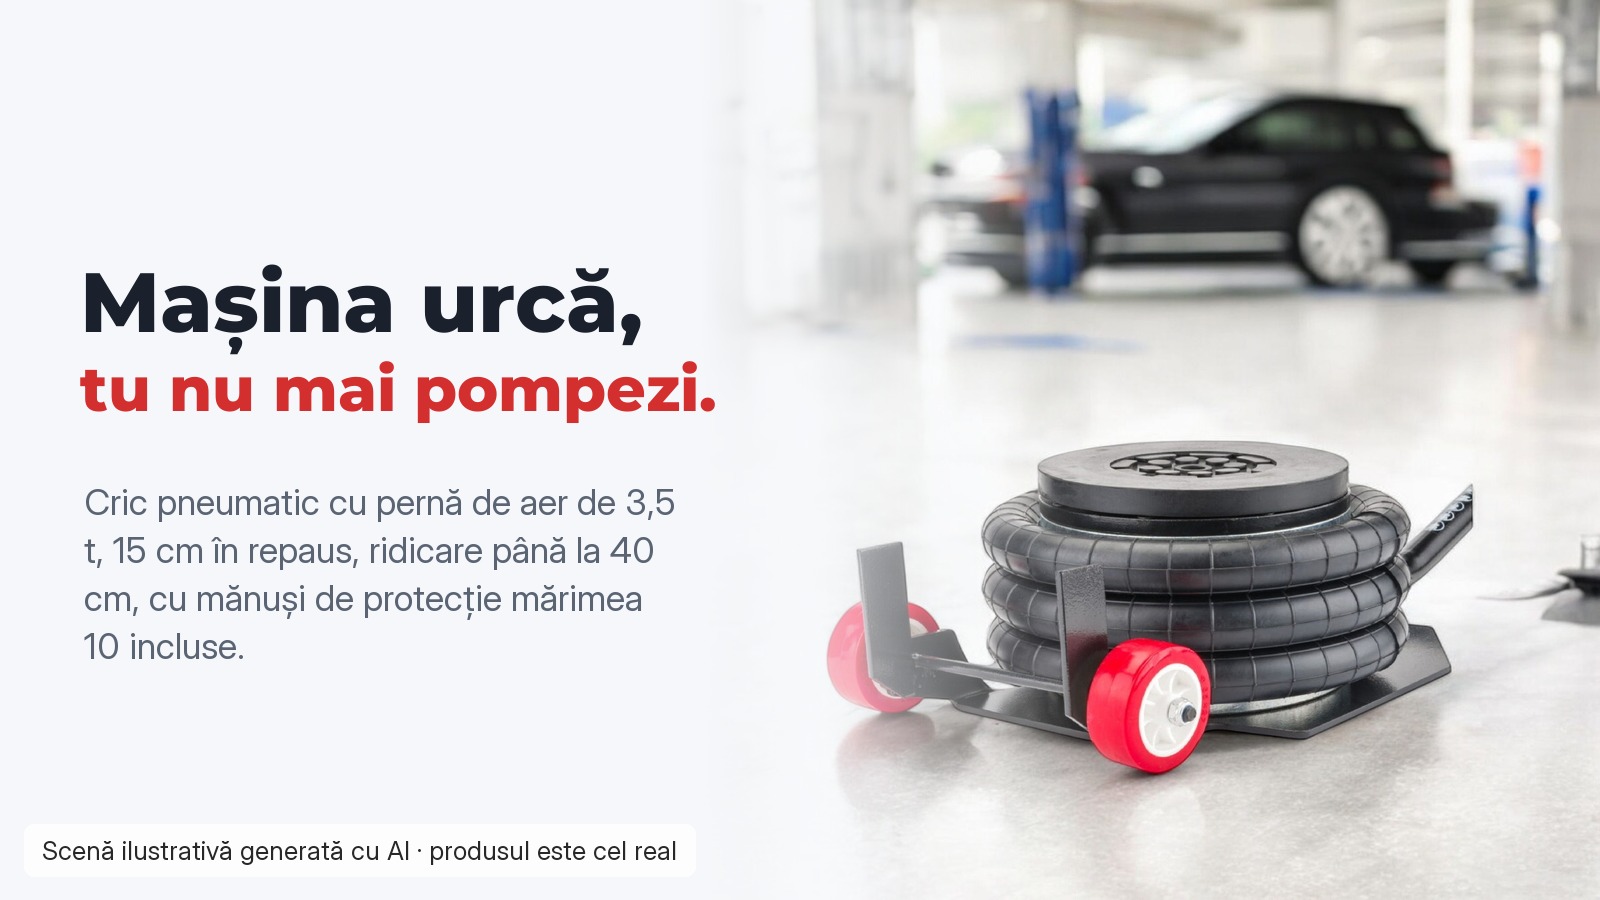 Mașina urcă,
tu nu mai pompezi.
Cric pneumatic cu pernă de aer de 3,5
t, 15 cm în repaus, ridicare până la 40
cm, cu mănuși de protecție mărimea
10 incluse.
Scenă ilustrativă generată cu AI · produsul este cel real